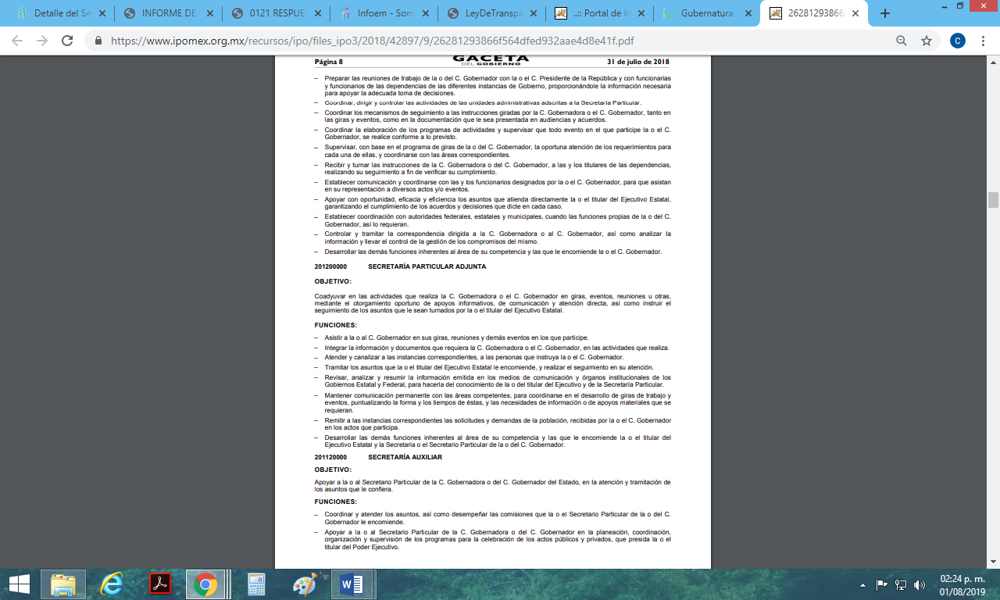 Detalle del Se
INFORME DE
0121 RESPUES
Infoem - Som
LeyDeTranspa
..:: Portal de In
Gubernatura
26281293866
https://www.ipomex.org.mx/recursos/ipo/files_ipo3/2018/42897/9/26281293866f564dfed932aae4d8e41f.pdf
C
Página 8
GACETA
DEL GOBIERNO
31 de julio de 2018
– Preparar las reuniones de trabajo de la o del C. Gobernador con la o el C. Presidente de la República y con funcionarias
y funcionarios de las dependencias de las diferentes instancias de Gobierno, proporcionándole la información necesaria
para apoyar la adecuada toma de decisiones.
– Coordinar, dirigir y controlar las actividades de las unidades administrativas adscritas a la Secretaría Particular.
– Coordinar los mecanismos de seguimiento a las instrucciones giradas por la C. Gobernadora o el C. Gobernador, tanto en
las giras y eventos, como en la documentación que le sea presentada en audiencias y acuerdos.
– Coordinar la elaboración de los programas de actividades y supervisar que todo evento en el que participe la o el C.
Gobernador, se realice conforme a lo previsto.
– Supervisar, con base en el programa de giras de la o del C. Gobernador, la oportuna atención de los requerimientos para
cada una de ellas, y coordinarse con las áreas correspondientes.
– Recibir y turnar las instrucciones de la C. Gobernadora o del C. Gobernador, a las y los titulares de las dependencias,
realizando su seguimiento a fin de verificar su cumplimiento.
– Establecer comunicación y coordinarse con las y los funcionarios designados por la o el C. Gobernador, para que asistan
en su representación a diversos actos y/o eventos.
– Apoyar con oportunidad, eficacia y eficiencia los asuntos que atienda directamente la o el titular del Ejecutivo Estatal,
garantizando el cumplimiento de los acuerdos y decisiones que dicte en cada caso.
– Establecer coordinación con autoridades federales, estatales y municipales, cuando las funciones propias de la o del C.
Gobernador, así lo requieran.
– Controlar y tramitar la correspondencia dirigida a la C. Gobernadora o al C. Gobernador, así como analizar la
información y llevar el control de la gestión de los compromisos del mismo.
– Desarrollar las demás funciones inherentes al área de su competencia y las que le encomiende la o el C. Gobernador.
201200000 SECRETARÍA PARTICULAR ADJUNTA
OBJETIVO:
Coadyuvar en las actividades que realiza la C. Gobernadora o el C. Gobernador en giras, eventos, reuniones u otras,
mediante el otorgamiento oportuno de apoyos informativos, de comunicación y atención directa, así como instruir el
seguimiento de los asuntos que le sean turnados por la o el titular del Ejecutivo Estatal.
FUNCIONES:
– Asistir a la o al C. Gobernador en sus giras, reuniones y demás eventos en los que participe.
– Integrar la información y documentos que requiera la C. Gobernadora o el C. Gobernador, en las actividades que realiza.
– Atender y canalizar a las instancias correspondientes, a las personas que instruya la o el C. Gobernador.
– Tramitar los asuntos que la o el titular del Ejecutivo Estatal le encomiende, y realizar el seguimiento en su atención.
– Revisar, analizar y resumir la información emitida en los medios de comunicación y órganos institucionales de los
Gobiernos Estatal y Federal, para hacerla del conocimiento de la o del titular del Ejecutivo y de la Secretaría Particular.
– Mantener comunicación permanente con las áreas competentes, para coordinarse en el desarrollo de giras de trabajo y
eventos, puntualizando la forma y los tiempos de éstas, y las necesidades de información o de apoyos materiales que se
requieran.
– Remitir a las instancias correspondientes las solicitudes y demandas de la población, recibidas por la o el C. Gobernador
en los actos que participa.
– Desarrollar las demás funciones inherentes al área de su competencia y las que le encomiende la o el titular del
Ejecutivo Estatal y la Secretaria o el Secretario Particular de la o del C. Gobernador.
201120000 SECRETARÍA AUXILIAR
OBJETIVO:
Apoyar a la o al Secretario Particular de la C. Gobernadora o del C. Gobernador del Estado, en la atención y tramitación de
los asuntos que le confiera.
FUNCIONES:
– Coordinar y atender los asuntos, así como desempeñar las comisiones que la o el Secretario Particular de la o del C.
Gobernador le encomiende.
– Apoyar a la o al Secretario Particular de la C. Gobernadora o del C. Gobernador en la planeación, coordinación,
organización y supervisión de los programas para la celebración de los actos públicos y privados, que presida la o el
titular del Poder Ejecutivo.
02:24 p. m.
01/08/2019